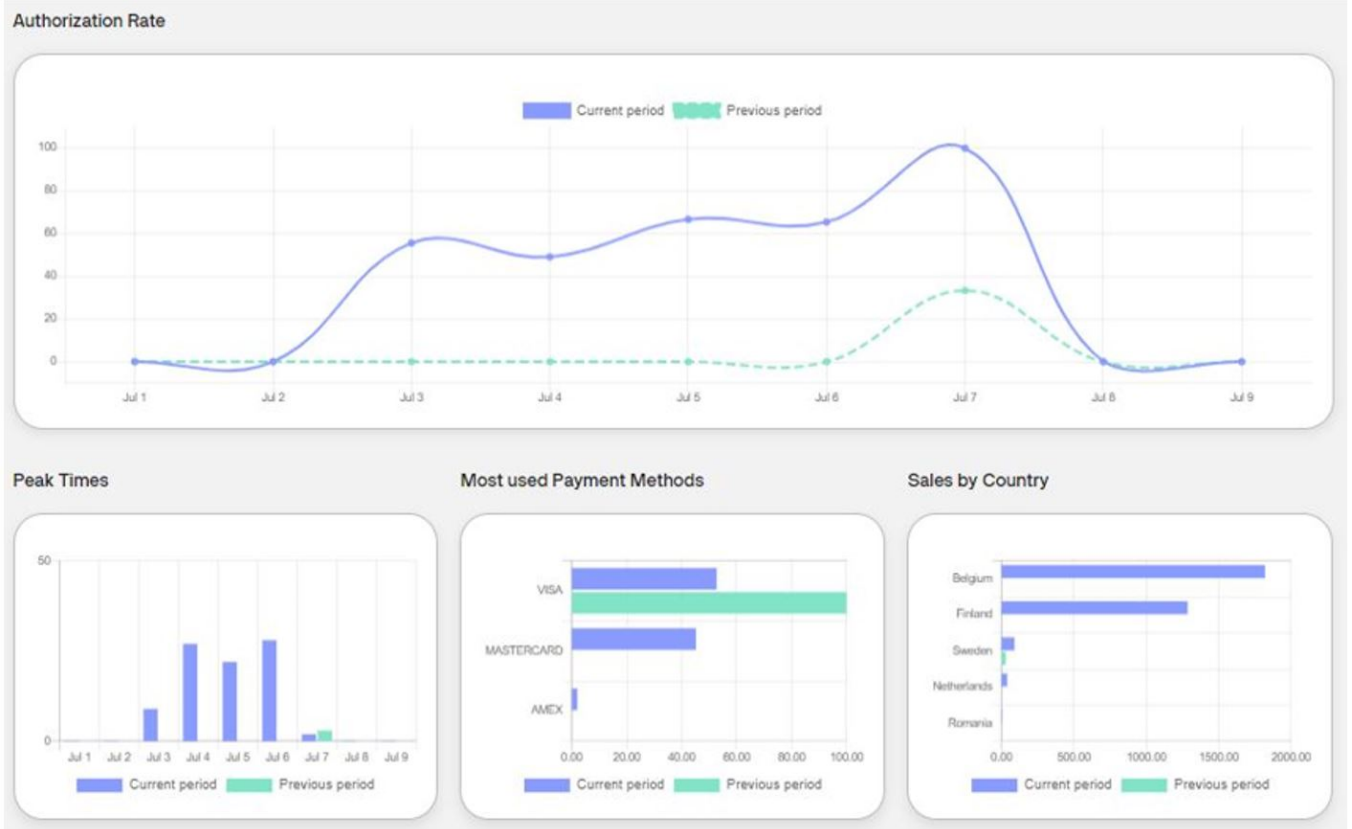 Authorization Rate
Current period Previous period
100
80
60
40
20
0
Jul 1 Jul 2 Jul 3 Jul 4 Jul 5 Jul 6 Jul 7 Jul 8 Jul 9
Peak Times
50
0
Jul 1 Jul 2 Jul 3 Jul 4 Jul 5 Jul 6 Jul 7 Jul 8 Jul 9
Current period Previous period
Most used Payment Methods
VISA
MASTERCARD
AMEX
0.00 20.00 40.00 60.00 80.00 100.00
Current period Previous period
Sales by Country
Belgium
Finland
Sweden
Netherlands
Romania
0.00 500.00 1000.00 1500.00 2000.00
Current period Previous period